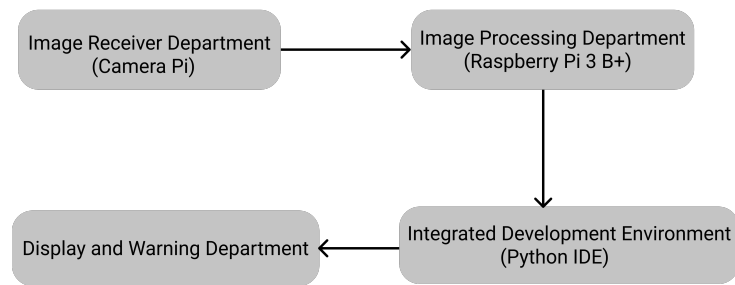 Image Receiver Department
(Camera Pi)
Image Processing Department
(Raspberry Pi 3 B+)
Integrated Development Environment
(Python IDE)
Display and Warning Department